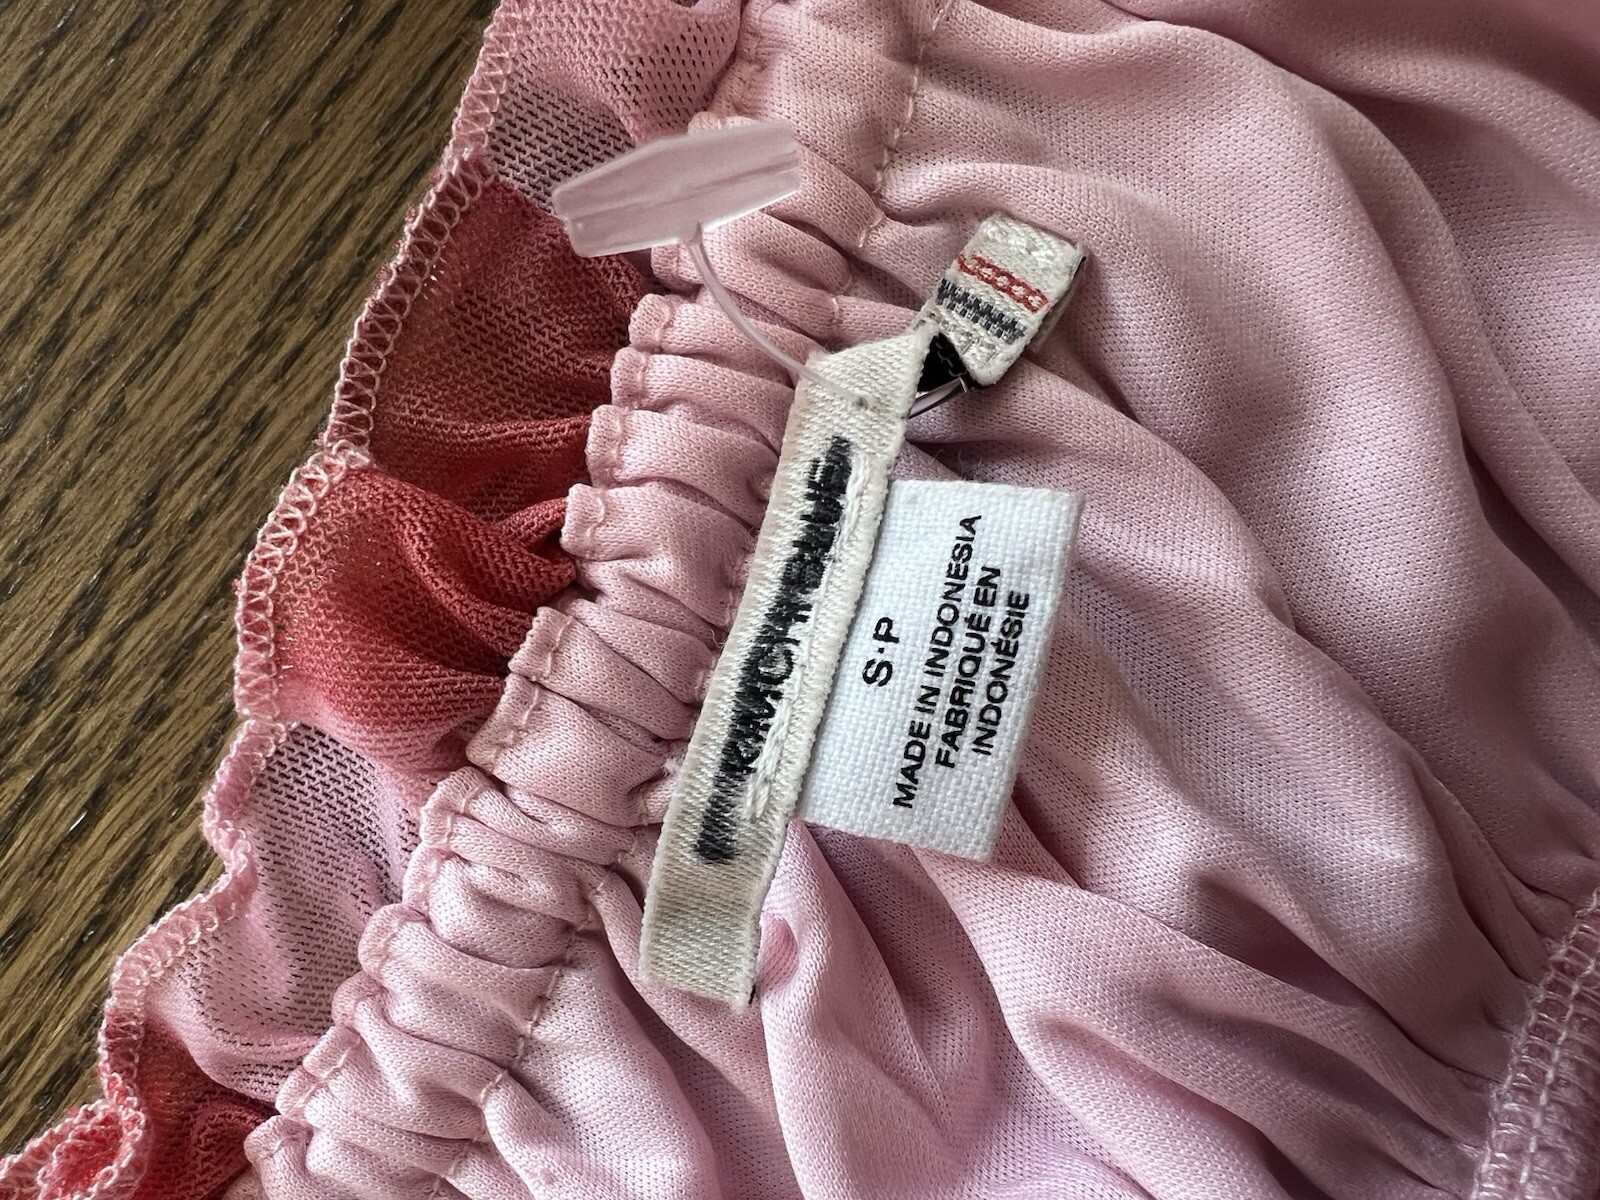 S·P
MADE IN INDONESIA
FABRIQUÉ EN
INDONÉSIE